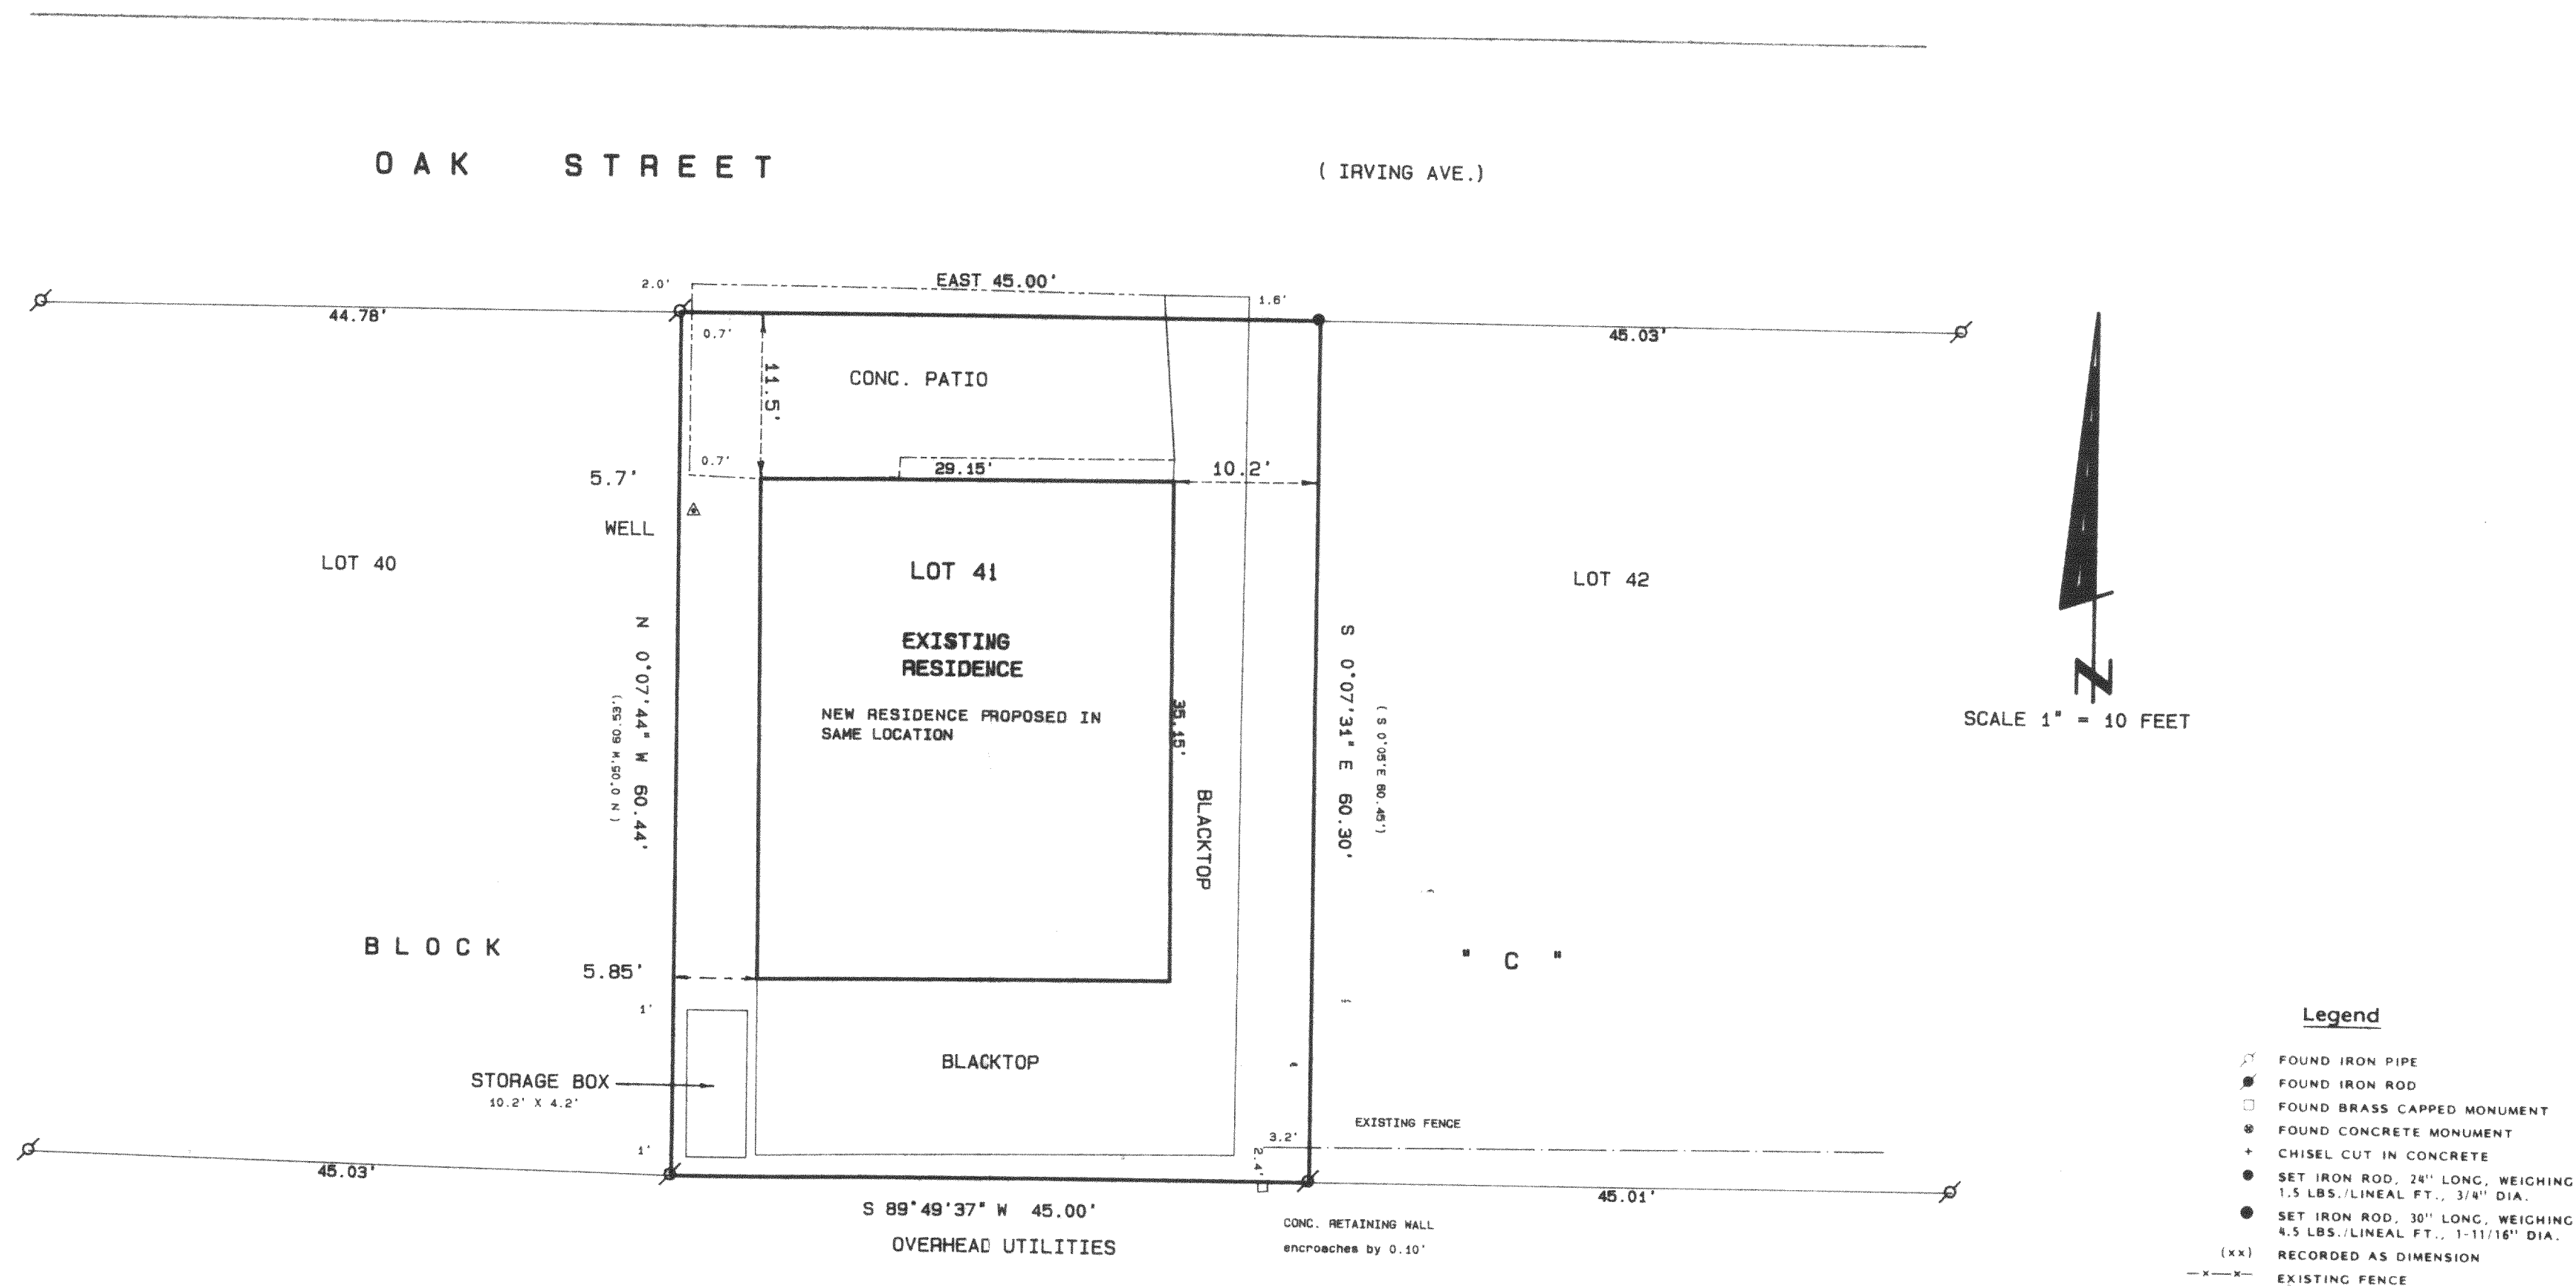 OAK STREET
( IRVING AVE.)
2.0'
EAST 45.00'
1.6'
44.78'
45.03'
0.7'
11.5'
CONC. PATIO
0.7'
29.15'
10.2'
5.7'
WELL
LOT 40
LOT 41
LOT 42
EXISTING
RESIDENCE
NEW RESIDENCE PROPOSED IN
SAME LOCATION
N 0°07'44" W 60.44'
( N 0°05'W 60.53')
35.15'
BLACKTOP
S 0°07'31" E 60.30'
( S 0°05'E 60.45')
N
SCALE 1" = 10 FEET
BLOCK
" C "
5.85'
1'
BLACKTOP
STORAGE BOX
10.2' X 4.2'
1'
EXISTING FENCE
3.2'
2.4'
45.03'
45.01'
S 89°49'37" W 45.00'
OVERHEAD UTILITIES
CONC. RETAINING WALL
encroaches by 0.10'
Legend
FOUND IRON PIPE
FOUND IRON ROD
FOUND BRASS CAPPED MONUMENT
FOUND CONCRETE MONUMENT
CHISEL CUT IN CONCRETE
SET IRON ROD, 24" LONG, WEIGHING
1.5 LBS./LINEAL FT., 3/4" DIA.
SET IRON ROD, 30" LONG, WEIGHING
4.5 LBS./LINEAL FT., 1-11/16" DIA.
(xx) RECORDED AS DIMENSION
—x—x— EXISTING FENCE